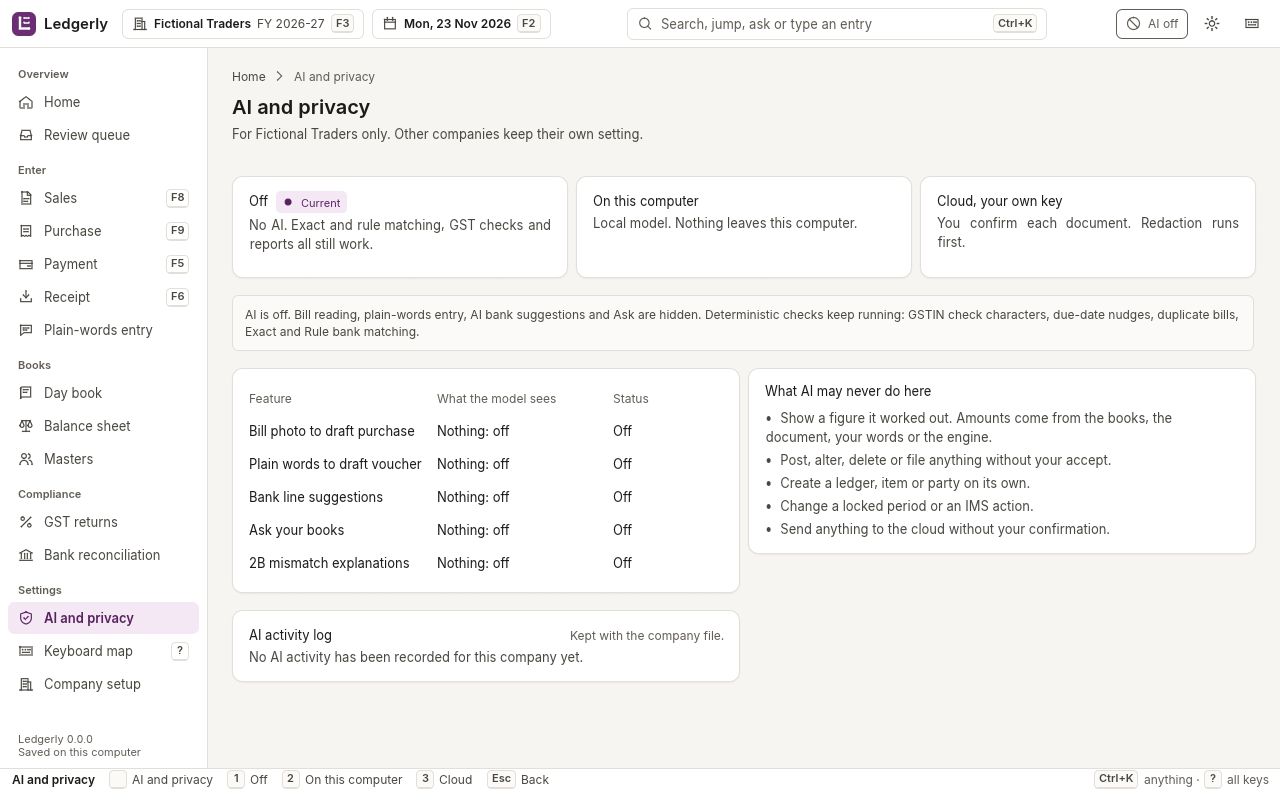 Ledgerly
Fictional Traders FY 2026-27 F3
Mon, 23 Nov 2026 F2
Search, jump, ask or type an entry Ctrl+K
AI off
Overview
Home
Review queue
Enter
Sales F8
Purchase F9
Payment F5
Receipt F6
Plain-words entry
Books
Day book
Balance sheet
Masters
Compliance
GST returns
Bank reconciliation
Settings
AI and privacy
Keyboard map ?
Company setup
Ledgerly 0.0.0
Saved on this computer
Home > AI and privacy
AI and privacy
For Fictional Traders only. Other companies keep their own setting.
Off • Current
No AI. Exact and rule matching, GST checks and
reports all still work.
On this computer
Local model. Nothing leaves this computer.
Cloud, your own key
You confirm each document. Redaction runs
first.
AI is off. Bill reading, plain-words entry, AI bank suggestions and Ask are hidden. Deterministic checks keep running: GSTIN check characters, due-date nudges, duplicate bills,
Exact and Rule bank matching.
Feature What the model sees Status
Bill photo to draft purchase Nothing: off Off
Plain words to draft voucher Nothing: off Off
Bank line suggestions Nothing: off Off
Ask your books Nothing: off Off
2B mismatch explanations Nothing: off Off
What AI may never do here
• Show a figure it worked out. Amounts come from the books, the
document, your words or the engine.
• Post, alter, delete or file anything without your accept.
• Create a ledger, item or party on its own.
• Change a locked period or an IMS action.
• Send anything to the cloud without your confirmation.
AI activity log Kept with the company file.
No AI activity has been recorded for this company yet.
AI and privacy AI and privacy 1 Off 2 On this computer 3 Cloud Esc Back Ctrl+K anything · ? all keys